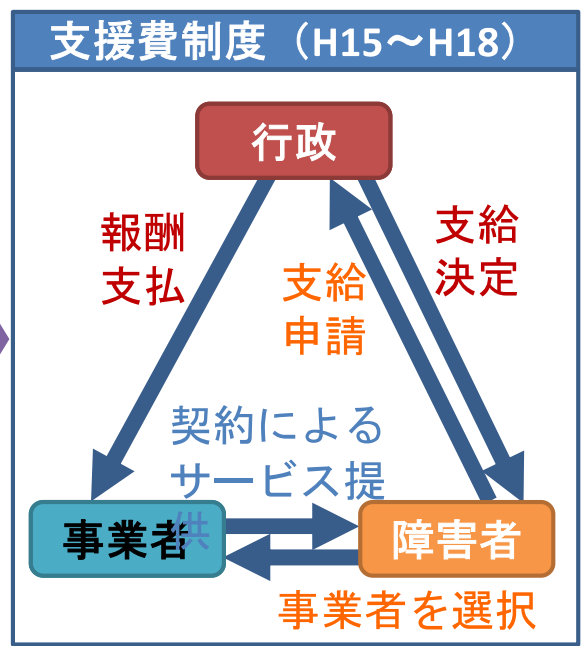 支援費制度（H15～H18）
行政
報酬
支払
支給
決定
支給
申請
契約による
サービス提
供
事業者
障害者
事業者を選択